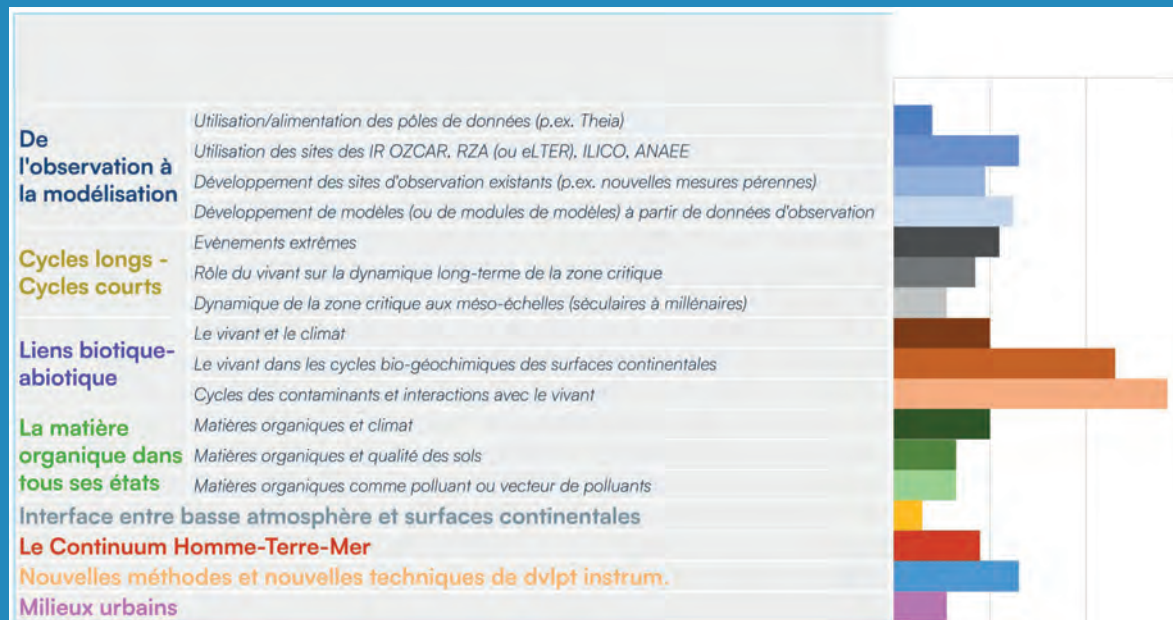 De
l'observation à
la modélisation
Utilisation/alimentation des pôles de données (p.ex. Theia)
Utilisation des sites des IR OZCAR, RZA (ou eLTER), ILICO, ANAEE
Développement des sites d'observation existants (p.ex. nouvelles mesures pérennes)
Développement de modèles (ou de modules de modèles) à partir de données d'observation
Cycles longs -
Cycles courts
Evènements extrêmes
Rôle du vivant sur la dynamique long-terme de la zone critique
Dynamique de la zone critique aux méso-échelles (séculaires à millénaires)
Liens biotique-
abiotique
Le vivant et le climat
Le vivant dans les cycles bio-géochimiques des surfaces continentales
Cycles des contaminants et interactions avec le vivant
La matière
organique dans
tous ses états
Matières organiques et climat
Matières organiques et qualité des sols
Matières organiques comme polluant ou vecteur de polluants
Interface entre basse atmosphère et surfaces continentales
Le Continuum Homme-Terre-Mer
Nouvelles méthodes et nouvelles techniques de dvlpt instrum.
Milieux urbains